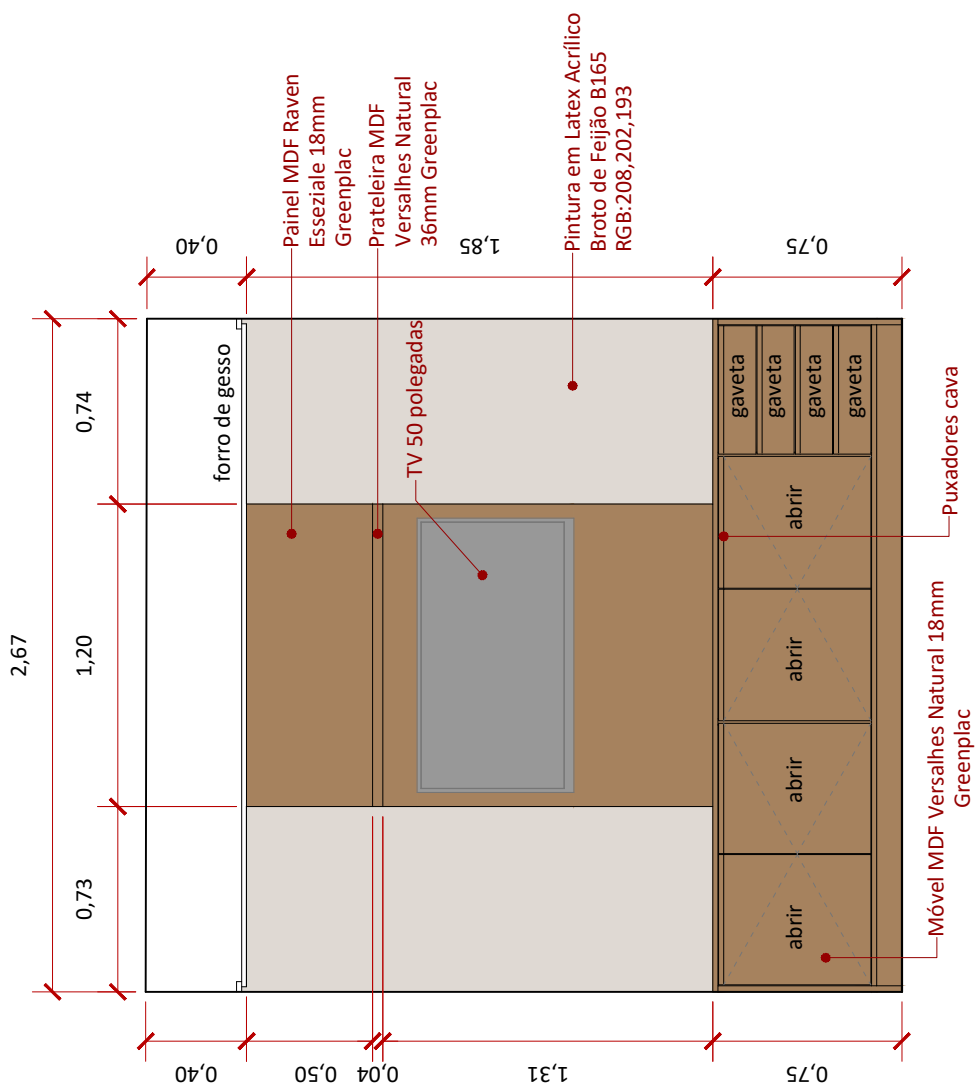 2,67
0,73
1,20
0,74
forro de gesso
0,40
0,40
Painel MDF Raven
Esseziale 18mm
Greenplac
Prateleira MDF
Versalhes Natural
36mm Greenplac
0,50
0,04
1,85
1,31
TV 50 polegadas
Pintura em Latex Acrílico
Broto de Feijão B165
RGB:208,202,193
0,75
0,75
abrir
abrir
abrir
abrir
gaveta
gaveta
gaveta
gaveta
Puxadores cava
Móvel MDF Versalhes Natural 18mm
Greenplac